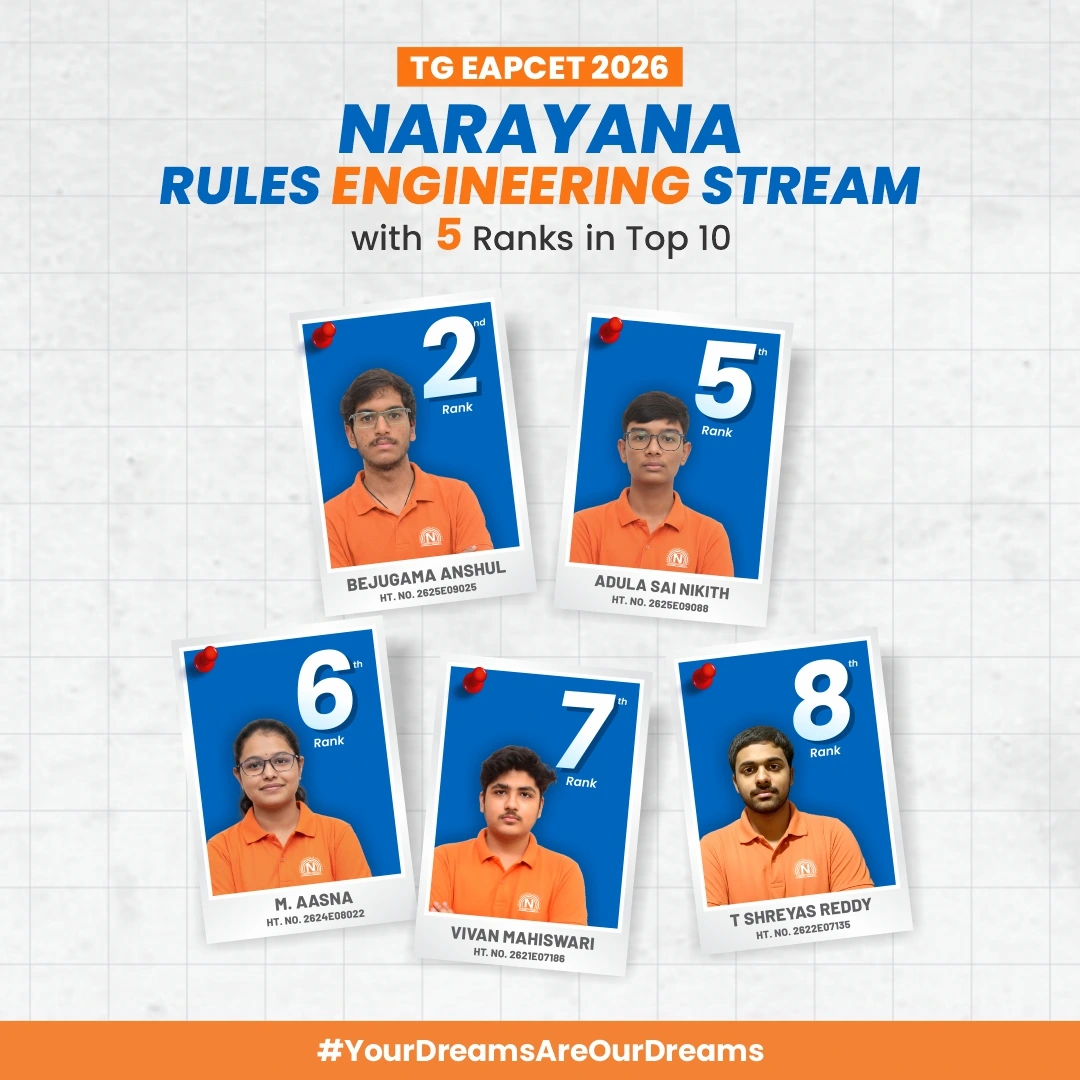 TG EAPCET 2026
NARAYANA
RULES ENGINEERING STREAM
with 5 Ranks in Top 10
2nd
Rank
BEJUGAMA ANSHUL
HT. NO. 2625E09025
5th
Rank
ADULA SAI NIKITH
HT. NO. 2625E09088
6th
Rank
M. AASNA
HT. NO. 2624E08022
7th
Rank
VIVAN MAHISWARI
HT. NO. 2621E07186
8th
Rank
T SHREYAS REDDY
HT. NO. 2622E07135
#YourDreamsAreOurDreams